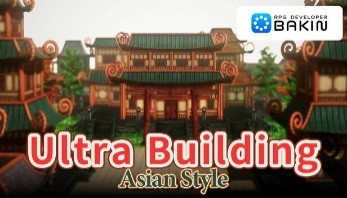 RPG DEVELOPER
BAKIN
Ultra Building
Asian Style